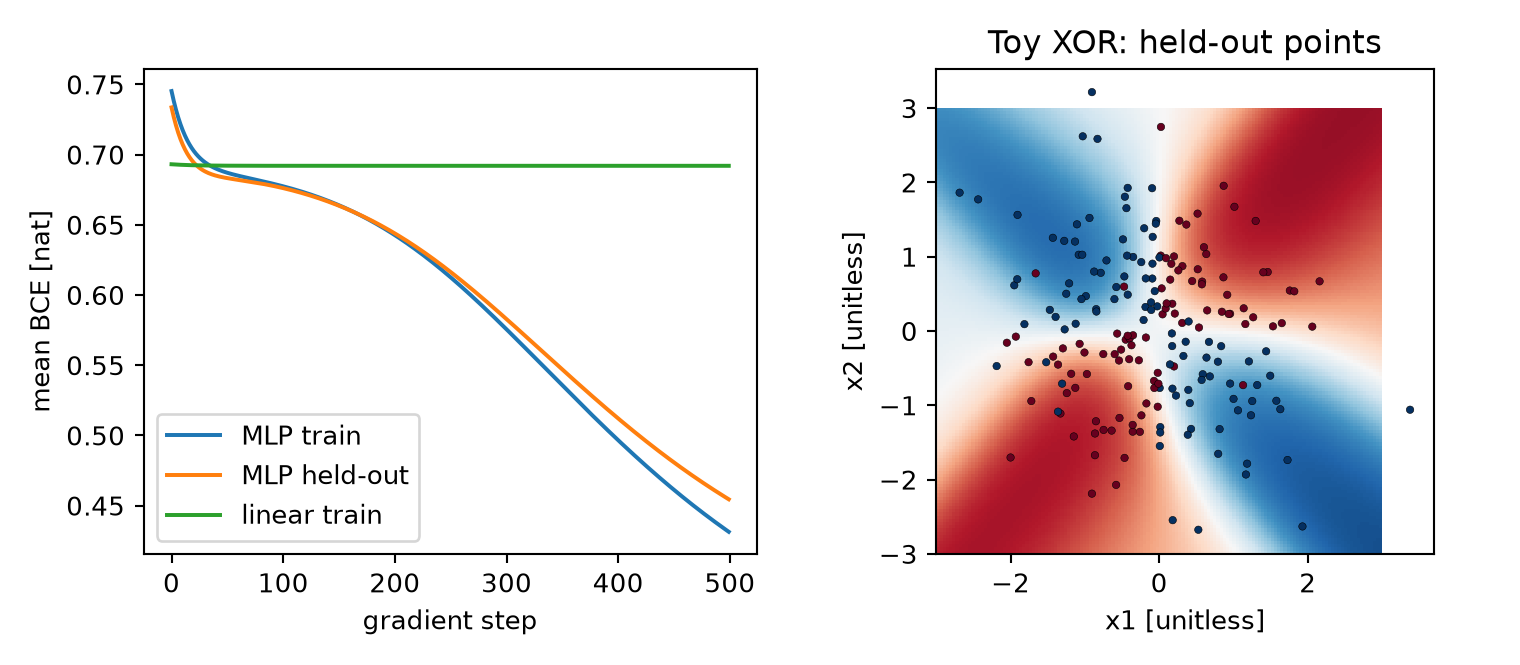 0.75
0.70
0.65
0.60
0.55
0.50
0.45
mean BCE [nat]
MLP train
MLP held-out
linear train
0 100 200 300 400 500
gradient step
Toy XOR: held-out points
3
2
1
0
−1
−2
−3
x2 [unitless]
−2 0 2
x1 [unitless]